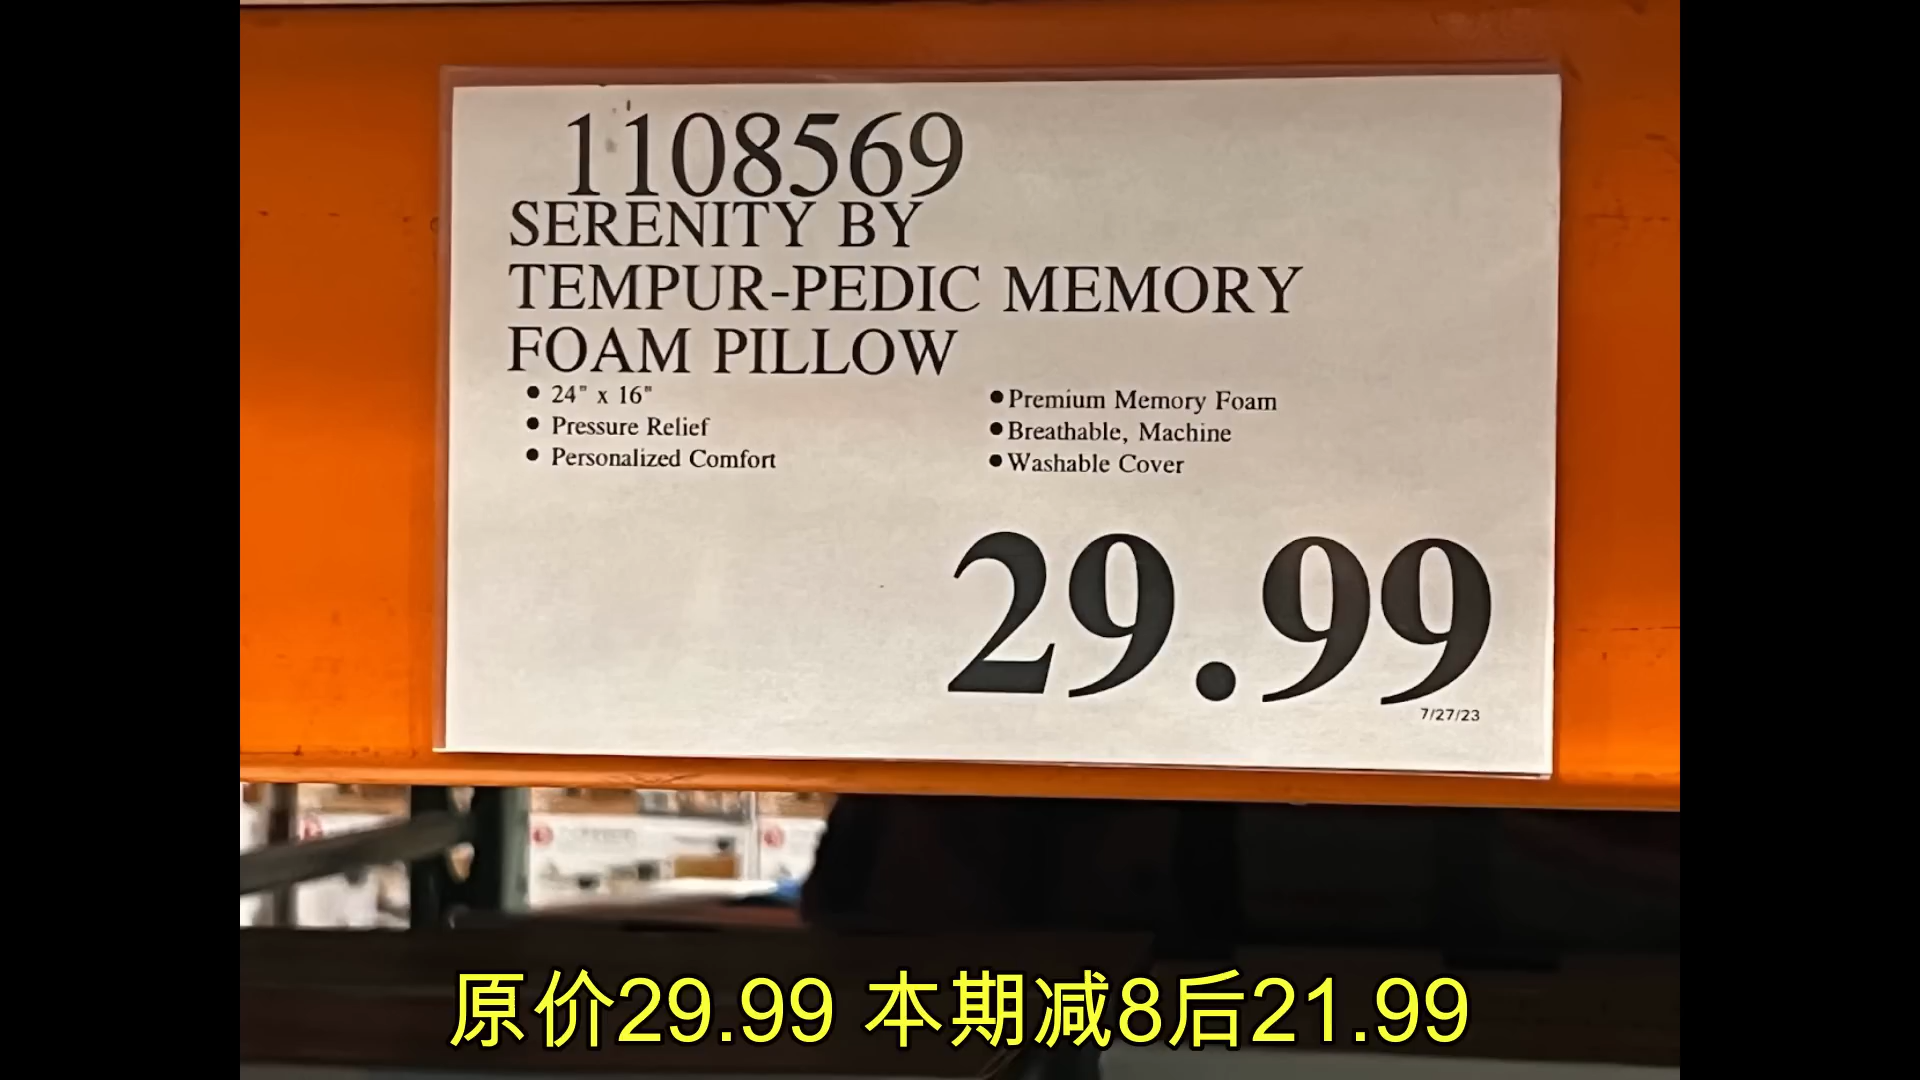 1108569
SERENITY BY
TEMPUR-PEDIC MEMORY
FOAM PILLOW
● 24" x 16"
● Pressure Relief
● Personalized Comfort
● Premium Memory Foam
● Breathable, Machine
● Washable Cover
29.99
7/27/23
原价29.99 本期减8后21.99